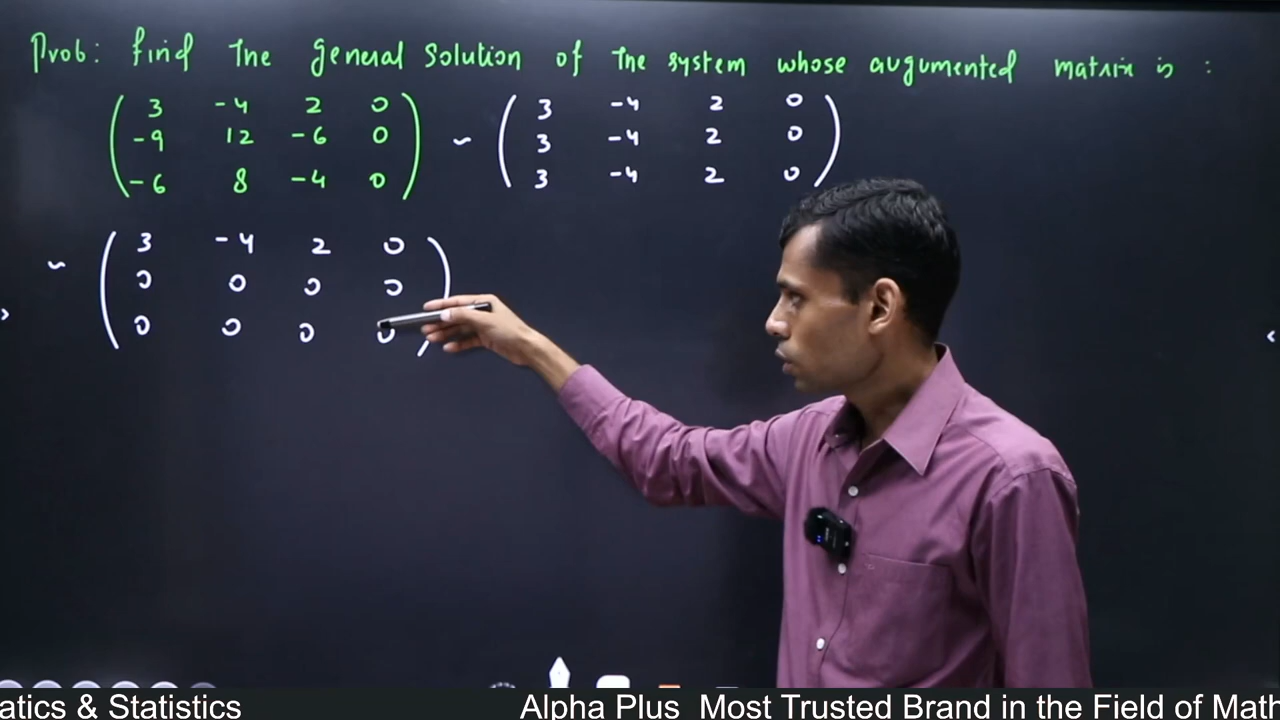 Prob: find the general solution of the system whose augumented matrix is :
( 3 -4 2 0 ) ~ ( 3 -4 2 0 )
( -9 12 -6 0 ) ( 3 -4 2 0 )
( -6 8 -4 0 ) ( 3 -4 2 0 )
~ ( 3 -4 2 0 )
( 0 0 0 0 )
( 0 0 0 0 )
atics & Statistics Alpha Plus Most Trusted Brand in the Field of Math